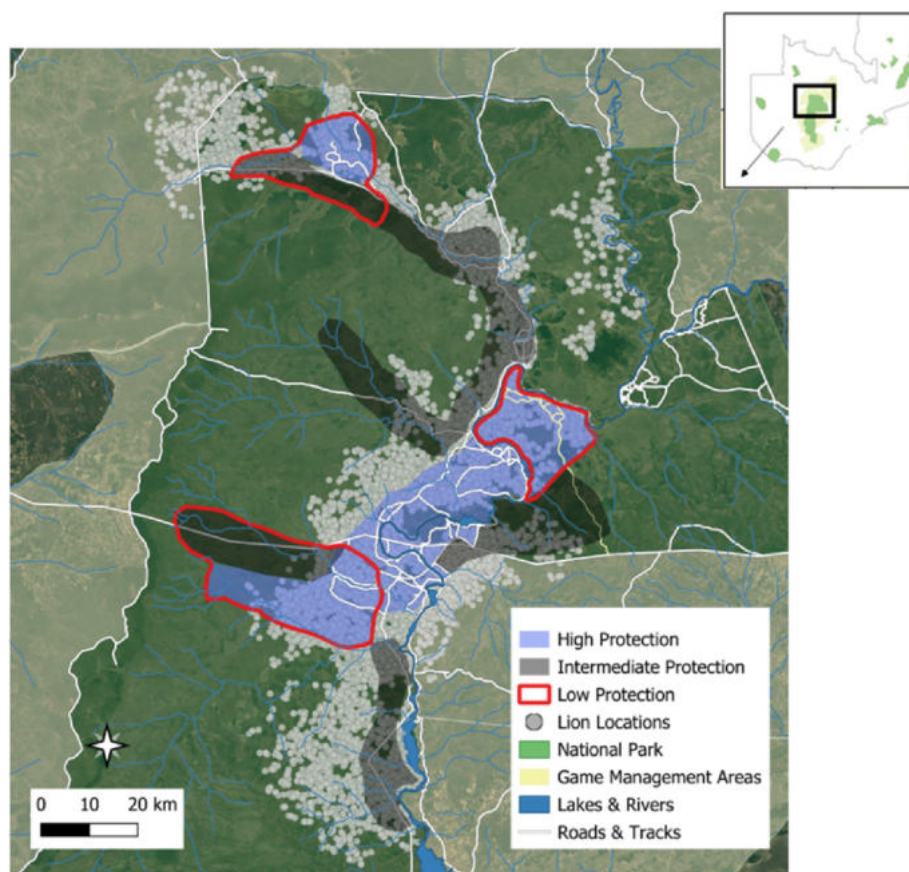 High Protection
Intermediate Protection
Low Protection
Lion Locations
National Park
Game Management Areas
Lakes & Rivers
Roads & Tracks
0 10 20 km